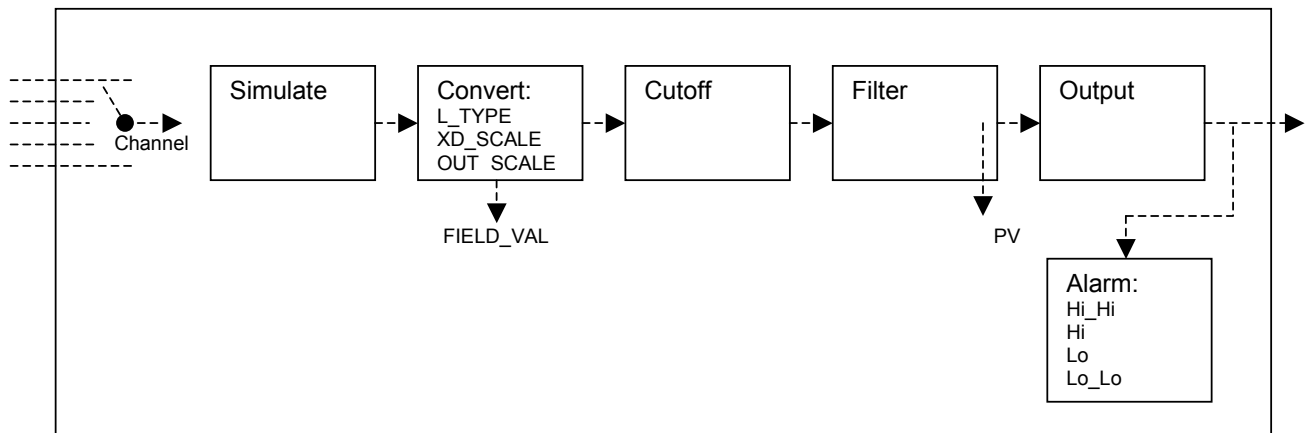 Simulate
Convert:
L_TYPE
XD_SCALE
OUT SCALE
Cutoff
Filter
Output
Channel
FIELD_VAL
PV
Alarm:
Hi_Hi
Hi
Lo
Lo_Lo